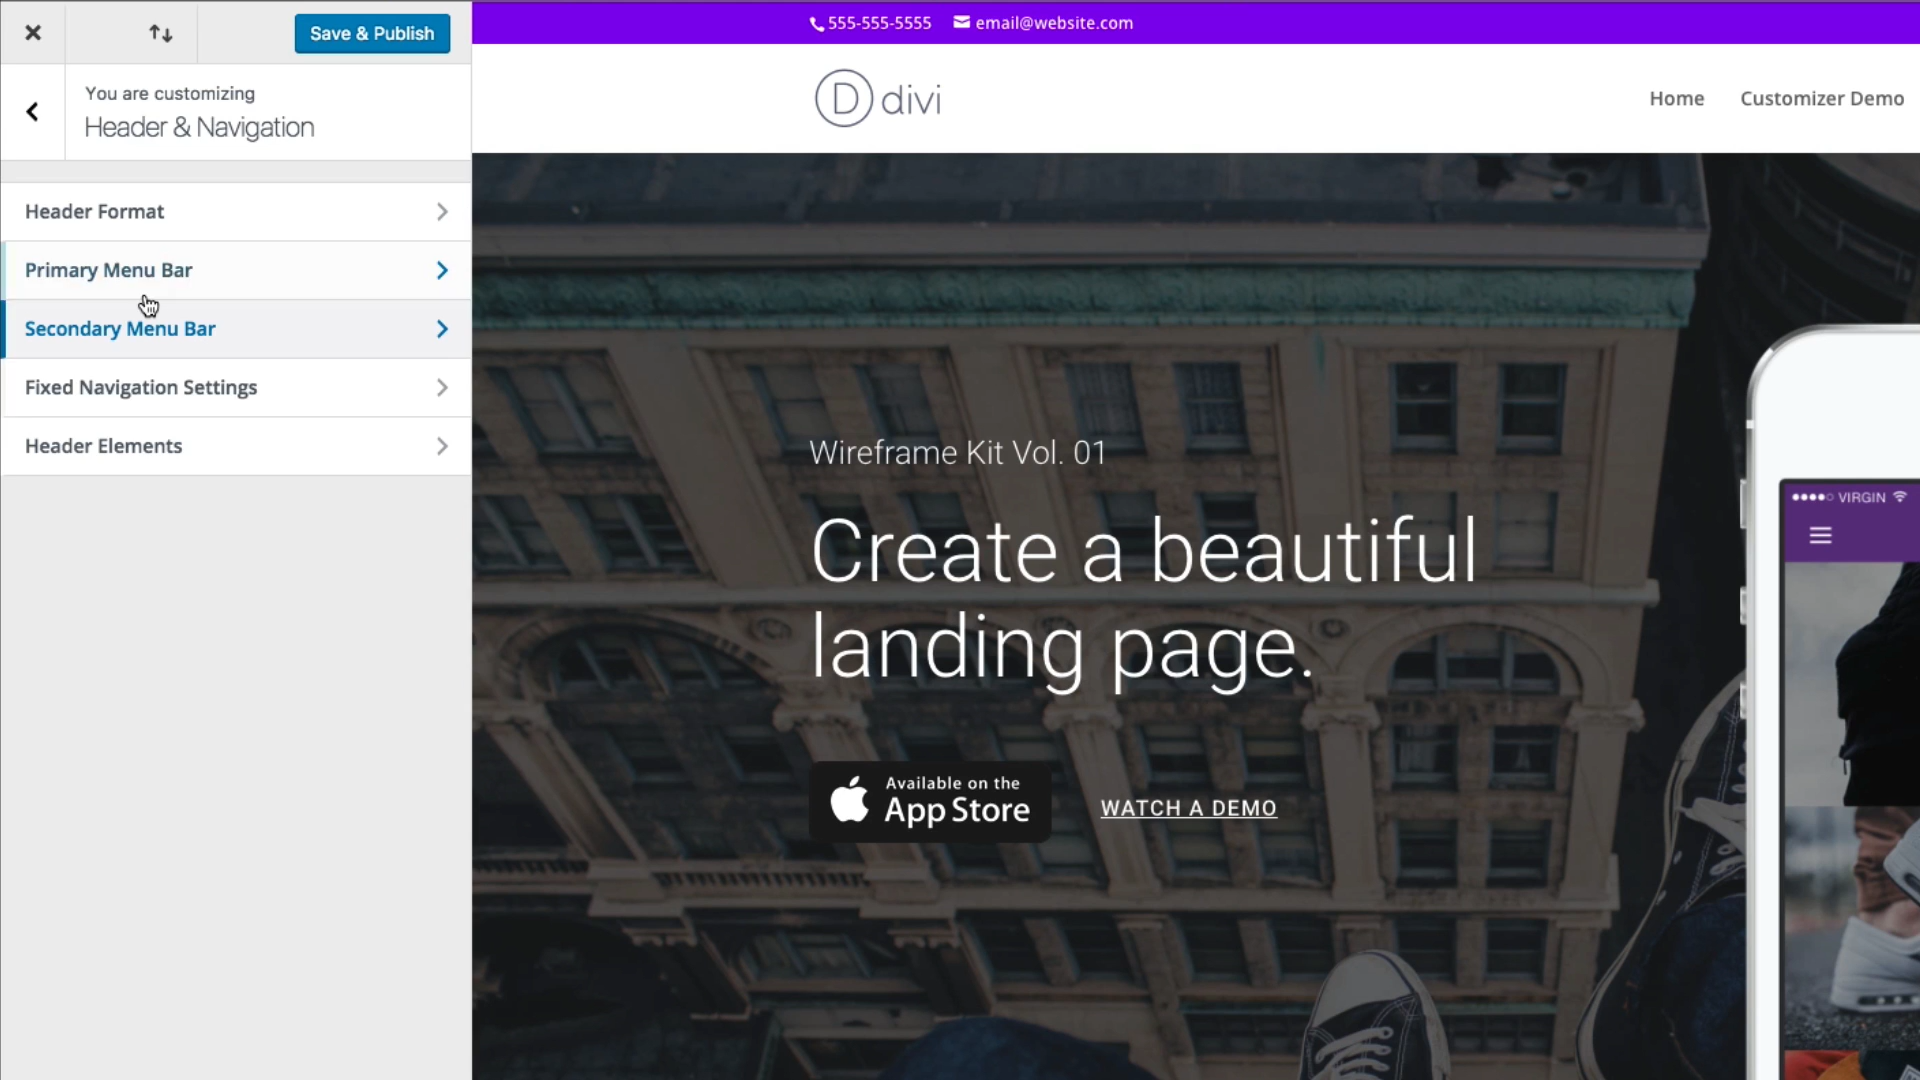 Save & Publish
You are customizing
Header & Navigation
Header Format
Primary Menu Bar
Secondary Menu Bar
Fixed Navigation Settings
Header Elements
555-555-5555 email@website.com
D divi
Home Customizer Demo
Wireframe Kit Vol. 01
Create a beautiful
landing page.
Available on the
App Store
WATCH A DEMO
VIRGIN